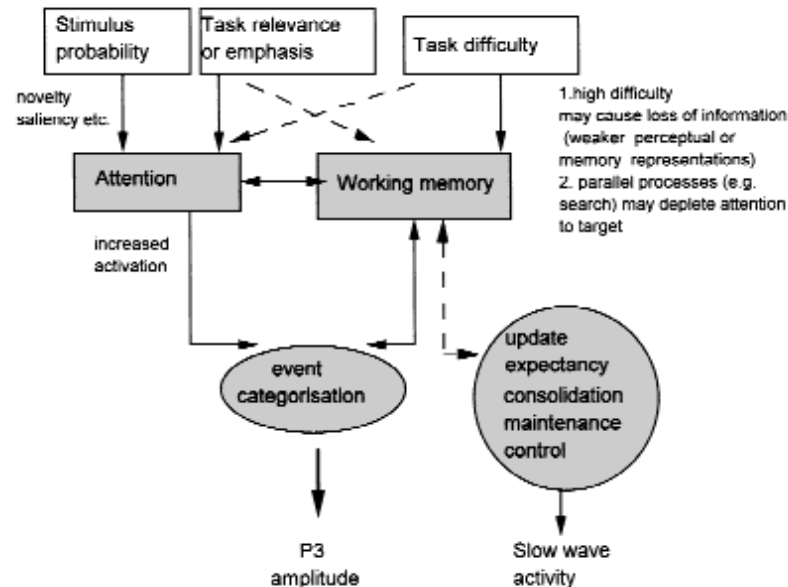 Stimulus
probability
Task relevance
or emphasis
Task difficulty
novelty
saliency etc.
1.high difficulty
may cause loss of information
(weaker perceptual or
memory representations)
2. parallel processes (e.g.
search) may deplete attention
to target
Attention
Working memory
increased
activation
event
categorisation
update
expectancy
consolidation
maintenance
control
P3
amplitude
Slow wave
activity